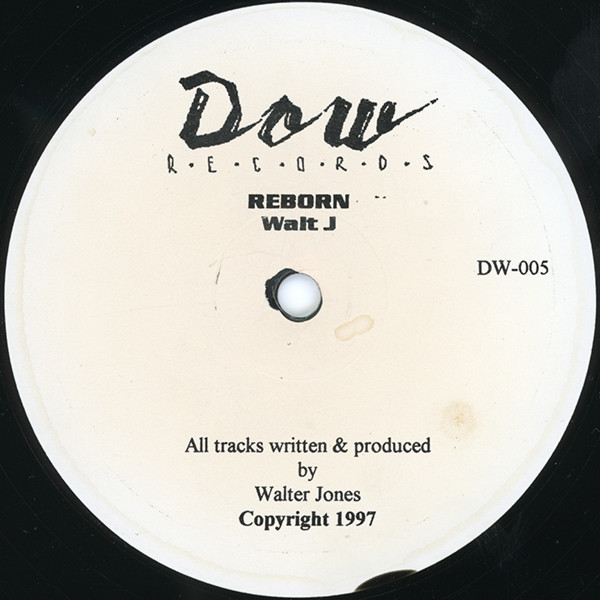 Dow
R·E·C·O·R·D·S
REBORN
Walt J
DW-005
All tracks written & produced
by
Walter Jones
Copyright 1997